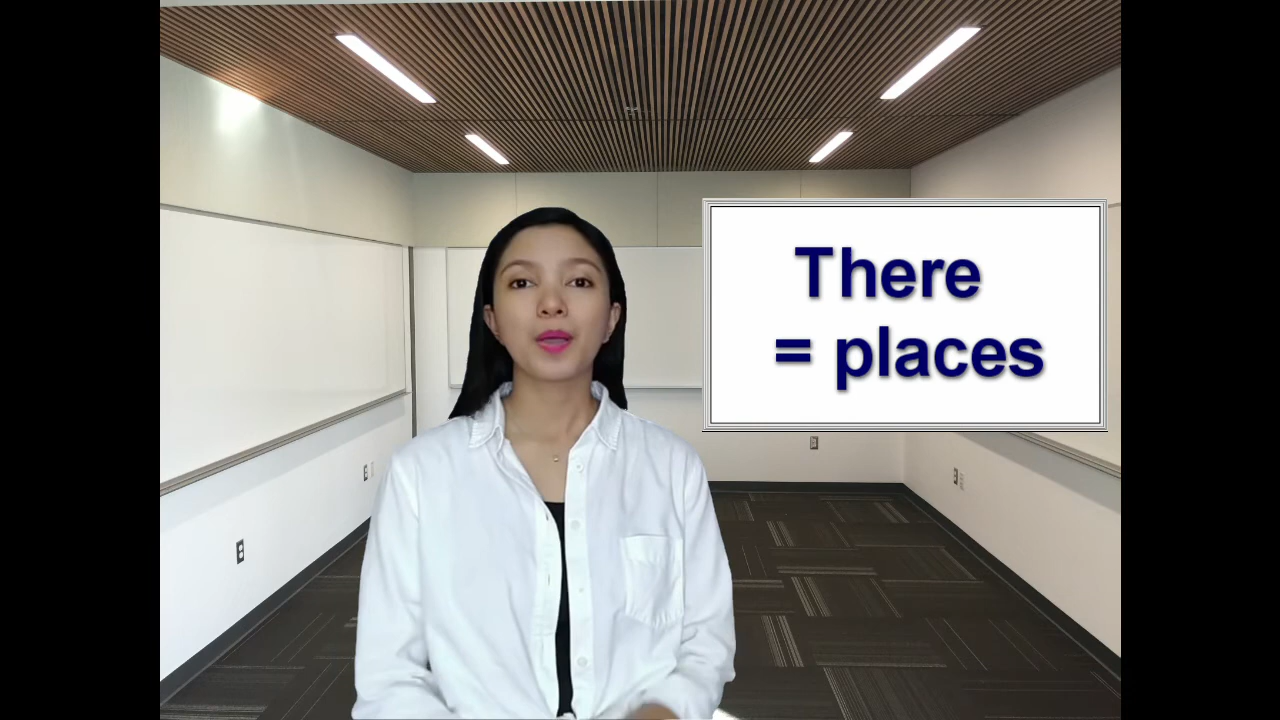 There
= places